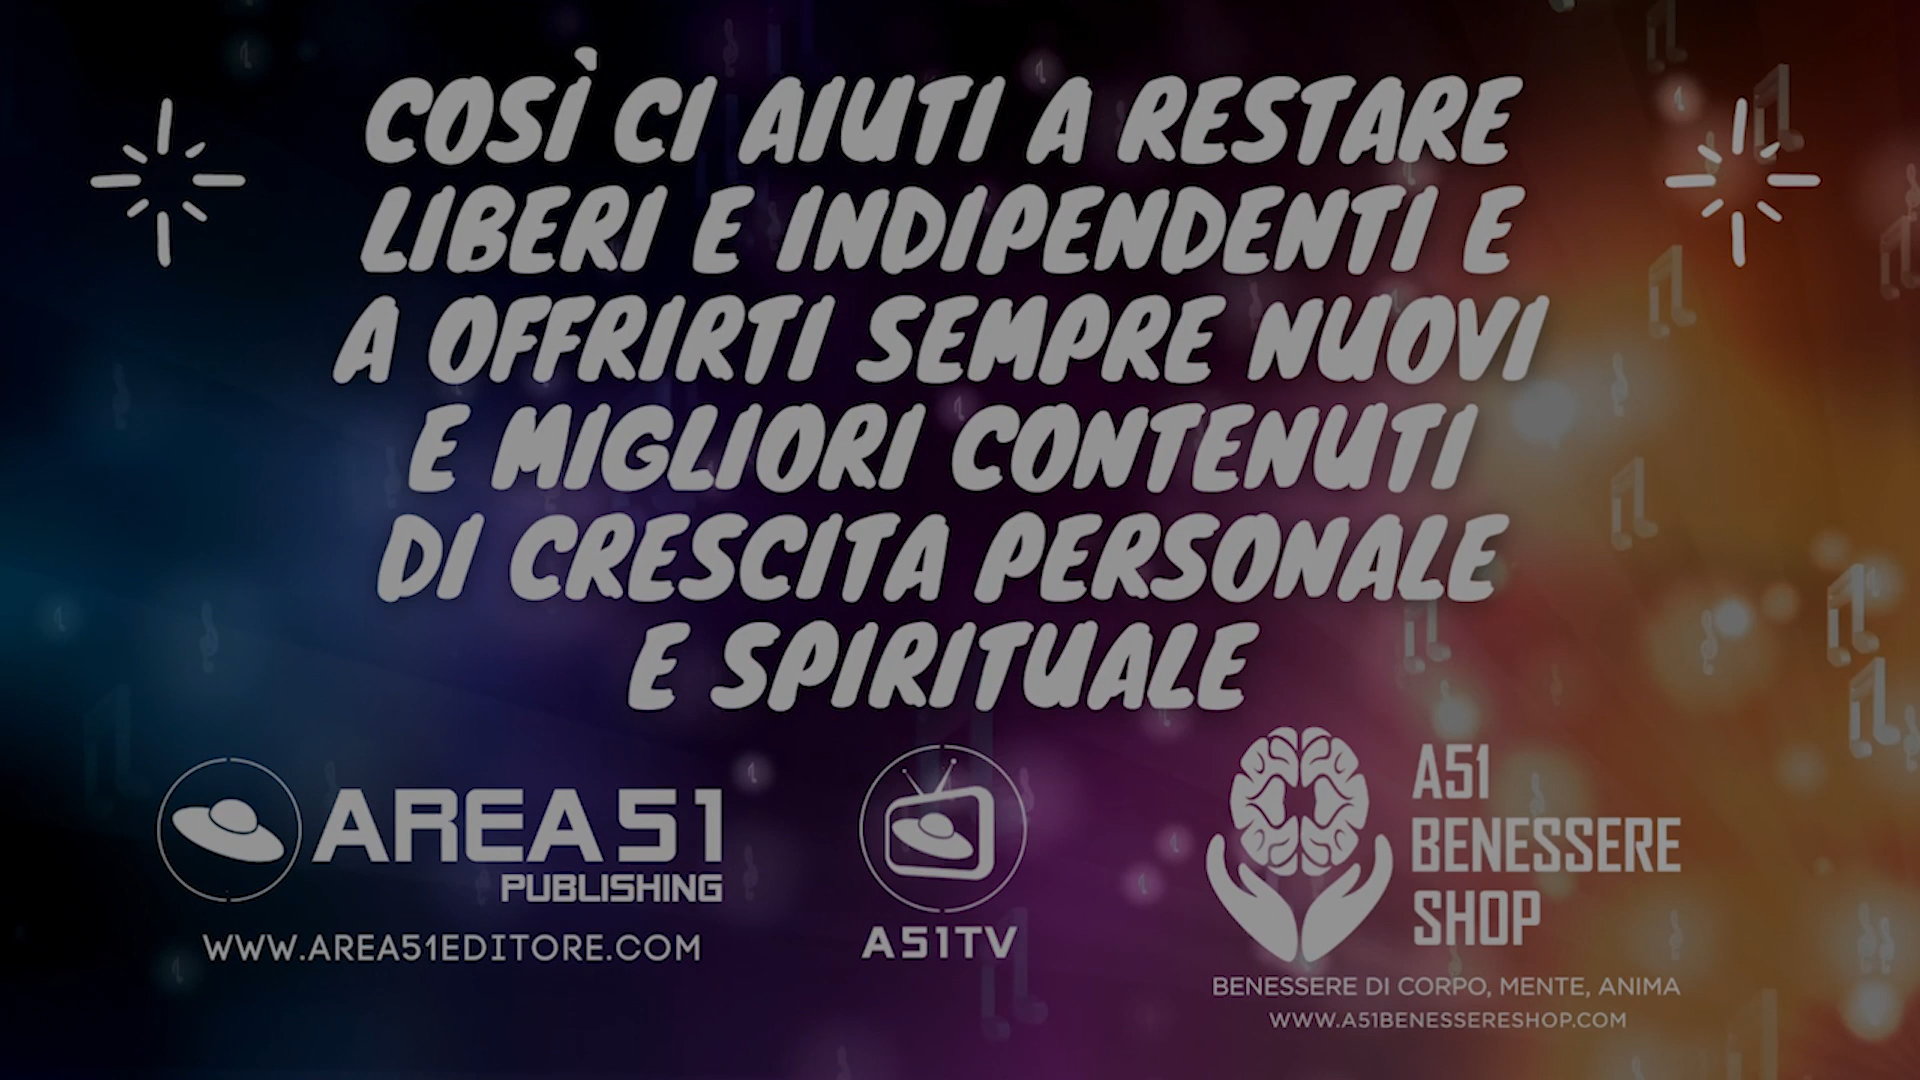 COSÌ CI AIUTI A RESTARE
LIBERI E INDIPENDENTI E
A OFFRIRTI SEMPRE NUOVI
E MIGLIORI CONTENUTI
DI CRESCITA PERSONALE
E SPIRITUALE
AREA51
PUBLISHING
WWW.AREA51EDITORE.COM
A51TV
A51
BENESSERE
SHOP
BENESSERE DI CORPO, MENTE, ANIMA
WWW.A51BENESSERESHOP.COM